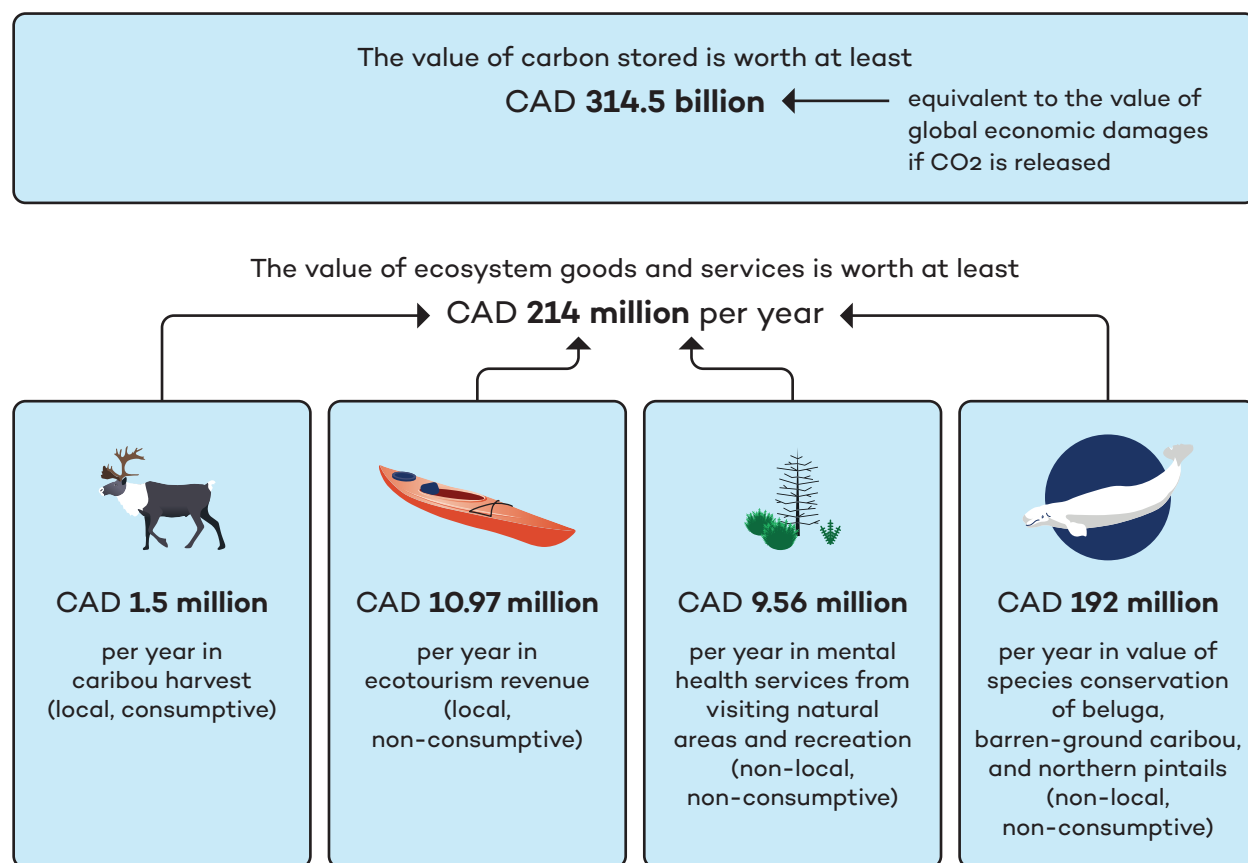 The value of carbon stored is worth at least
CAD 314.5 billion
equivalent to the value of
global economic damages
if CO2 is released
The value of ecosystem goods and services is worth at least
CAD 214 million per year
CAD 1.5 million
per year in
caribou harvest
(local, consumptive)
CAD 10.97 million
per year in
ecotourism revenue
(local,
non-consumptive)
CAD 9.56 million
per year in mental
health services from
visiting natural
areas and recreation
(non-local,
non-consumptive)
CAD 192 million
per year in value of
species conservation
of beluga,
barren-ground caribou,
and northern pintails
(non-local,
non-consumptive)